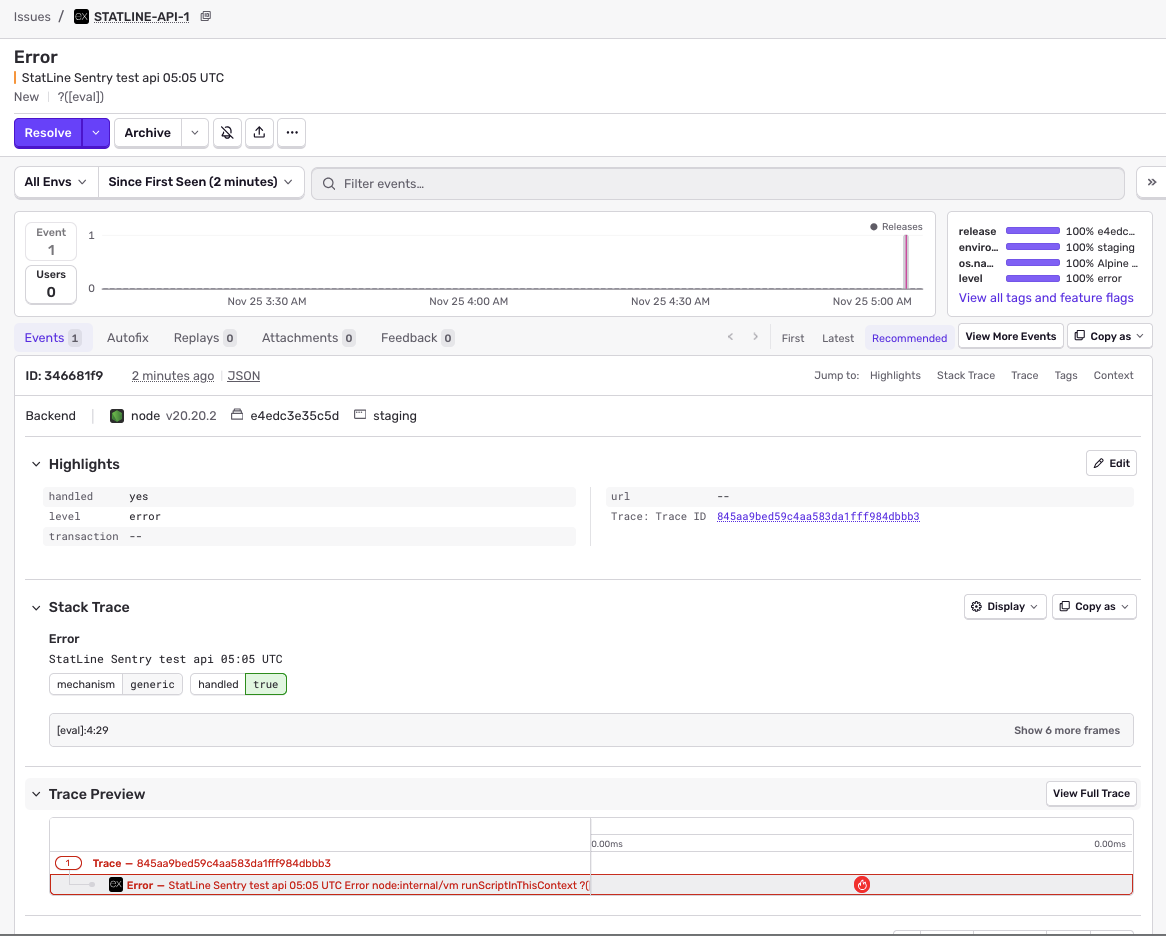 Issues / STATLINE-API-1
Error
StatLine Sentry test api 05:05 UTC
New ?([eval])
Resolve Archive
All Envs Since First Seen (2 minutes) Filter events…
Event
1
Users
0
1
0
Releases
Nov 25 3:30 AM Nov 25 4:00 AM Nov 25 4:30 AM Nov 25 5:00 AM
release 100% e4edc…
enviro… 100% staging
os.na… 100% Alpine …
level 100% error
View all tags and feature flags
Events 1 Autofix Replays 0 Attachments 0 Feedback 0 First Latest Recommended View More Events Copy as
ID: 346681f9 2 minutes ago JSON Jump to: Highlights Stack Trace Trace Tags Context
Backend node v20.20.2 e4edc3e35c5d staging
Highlights Edit
handled yes
level error
transaction --
url --
Trace: Trace ID 845aa9bed59c4aa583da1fff984dbbb3
Stack Trace Display Copy as
Error
StatLine Sentry test api 05:05 UTC
mechanism generic handled true
[eval]:4:29 Show 6 more frames
Trace Preview View Full Trace
0.00ms 0.00ms
1 Trace — 845aa9bed59c4aa583da1fff984dbbb3
Error — StatLine Sentry test api 05:05 UTC Error node:internal/vm runScriptInThisContext ?(